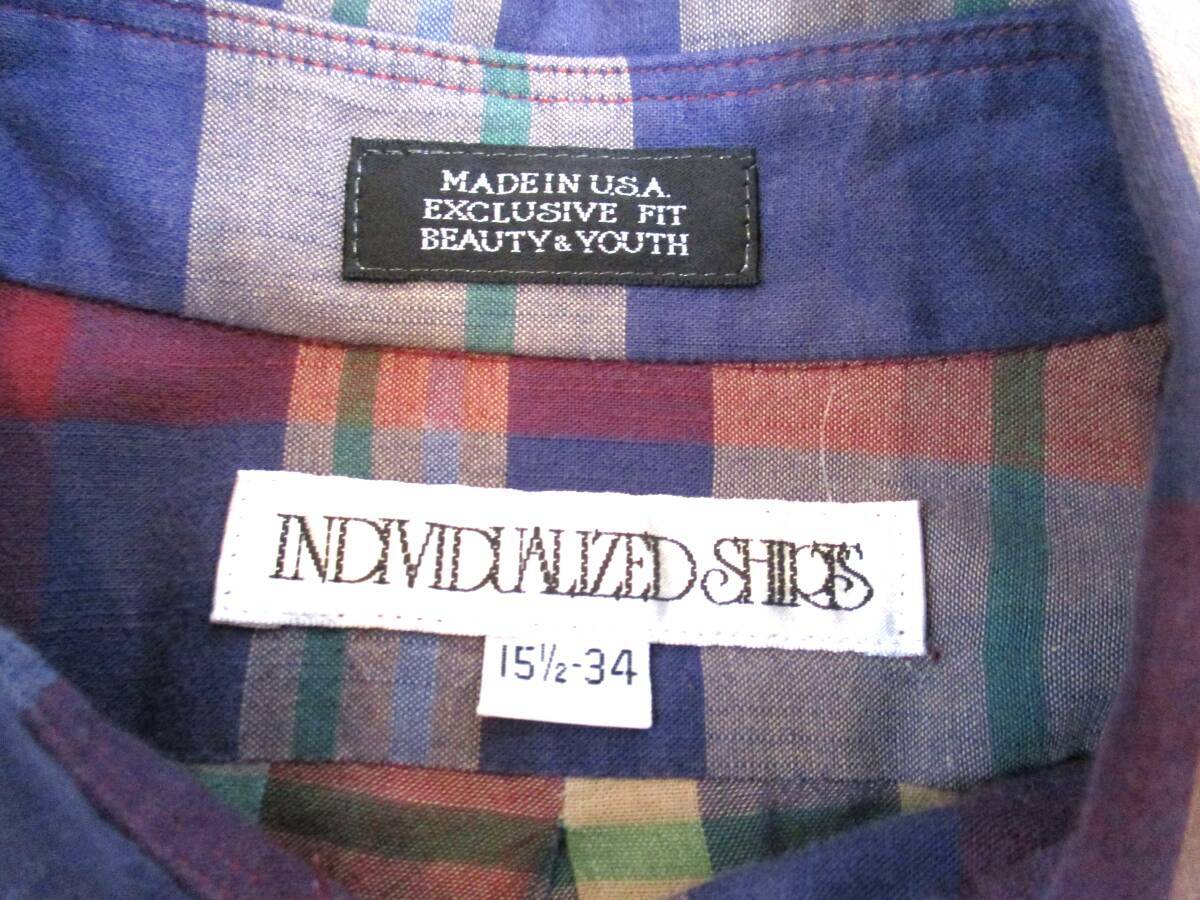 MADE IN U.S.A.
EXCLUSIVE FIT
BEAUTY & YOUTH
INDIVIDUALIZED SHIRTS
15½-34